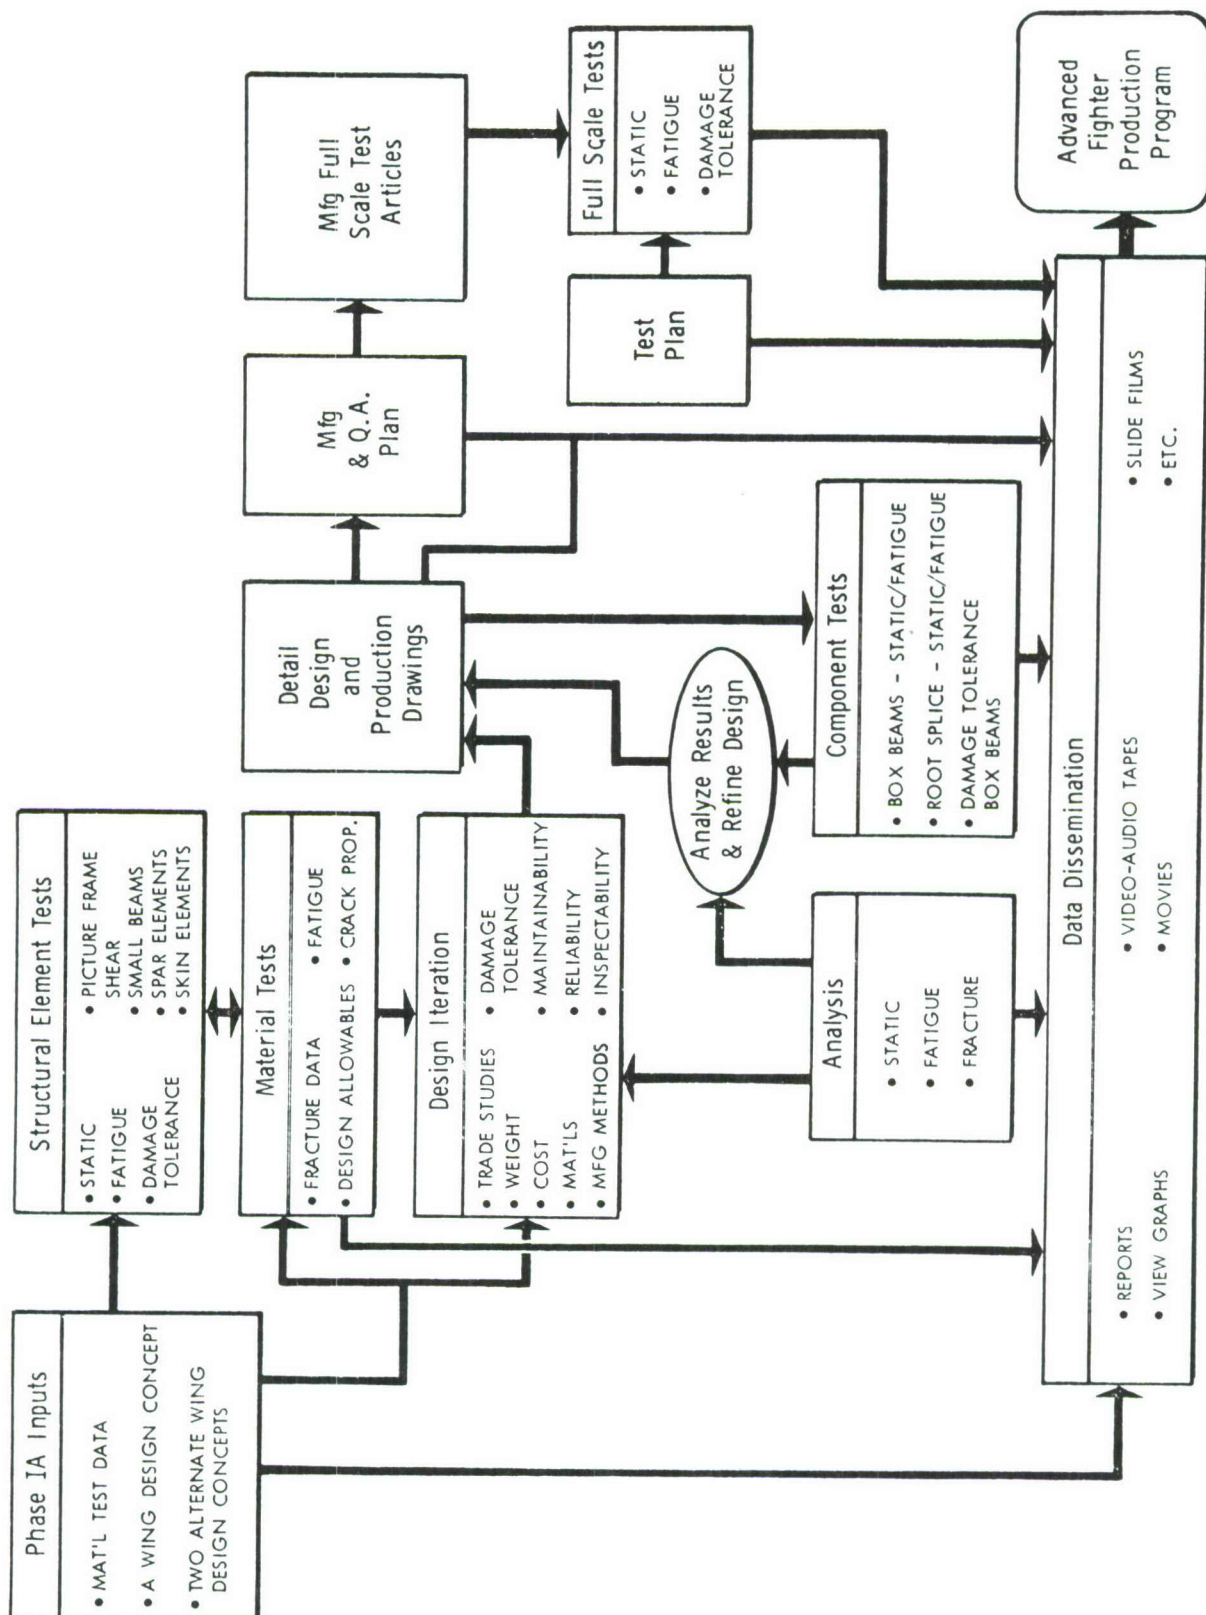 Phase IA Inputs
• MAT'L TEST DATA
• A WING DESIGN CONCEPT
• TWO ALTERNATE WING
DESIGN CONCEPTS
Structural Element Tests
• STATIC
• FATIGUE
• DAMAGE
TOLERANCE
• PICTURE FRAME
SHEAR
• SMALL BEAMS
• SPAR ELEMENTS
• SKIN ELEMENTS
Material Tests
• FRACTURE DATA
• FATIGUE
• DESIGN ALLOWABLES
• CRACK PROP.
Design Iteration
• TRADE STUDIES
• WEIGHT
• COST
• MAT'LS
• MFG METHODS
• DAMAGE
TOLERANCE
• MAINTAINABILITY
• RELIABILITY
• INSPECTABILITY
Detail
Design
and
Production
Drawings
Mfg
& Q.A.
Plan
Mfg Full
Scale Test
Articles
Test
Plan
Full Scale Tests
• STATIC
• FATIGUE
• DAMAGE
TOLERANCE
Analyze Results
& Refine Design
Analysis
• STATIC
• FATIGUE
• FRACTURE
Component Tests
• BOX BEAMS - STATIC/FATIGUE
• ROOT SPLICE - STATIC/FATIGUE
• DAMAGE TOLERANCE
BOX BEAMS
Data Dissemination
• REPORTS
• VIEW GRAPHS
• VIDEO-AUDIO TAPES
• MOVIES
• SLIDE FILMS
• ETC.
Advanced
Fighter
Production
Program